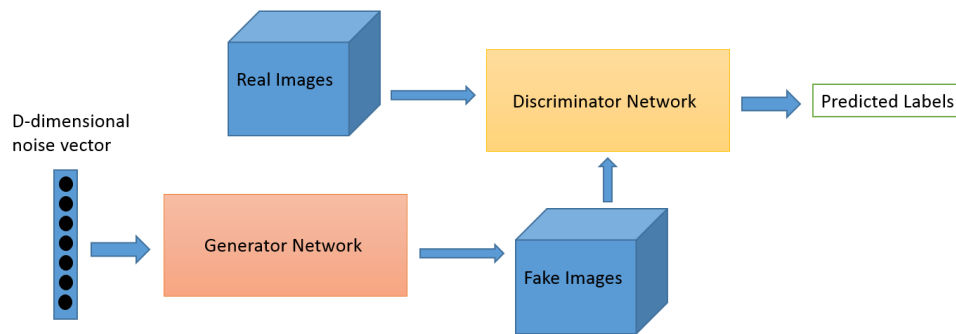 Real Images
Discriminator Network
Predicted Labels
D-dimensional
noise vector
Generator Network
Fake Images